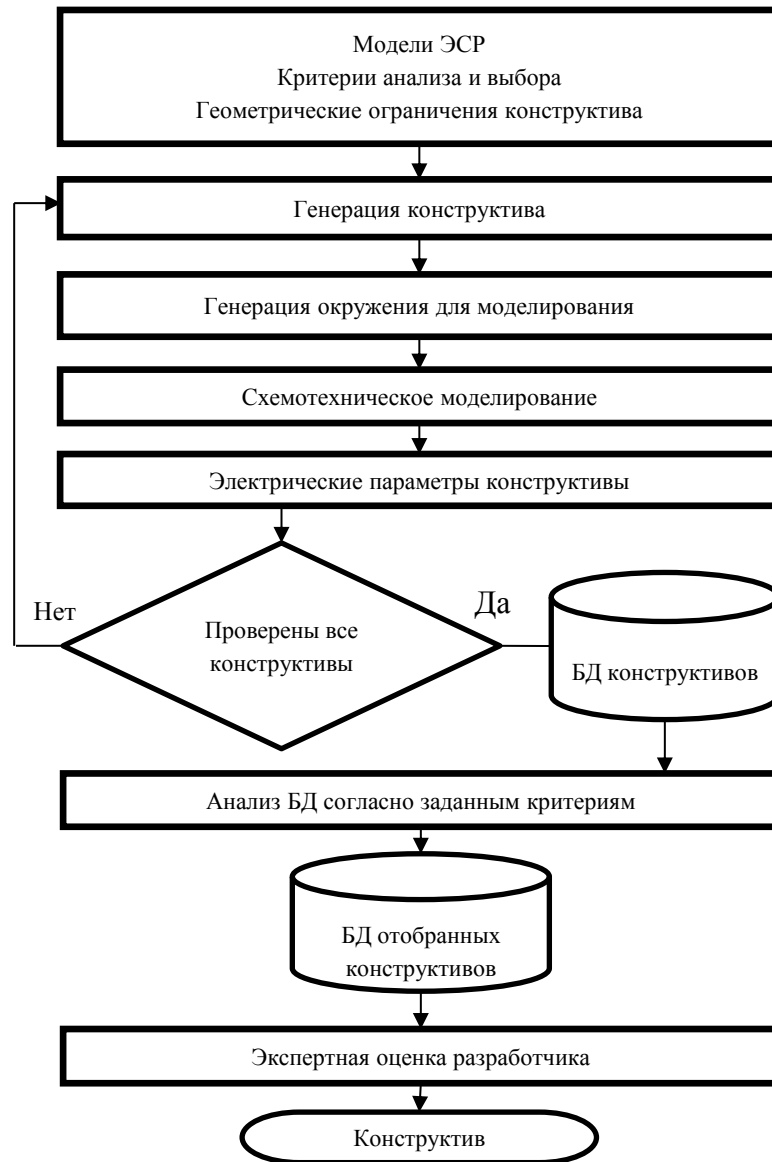 Модели ЭСР
Критерии анализа и выбора
Геометрические ограничения конструктива
Генерация конструктива
Генерация окружения для моделирования
Схемотехническое моделирование
Электрические параметры конструктивы
Нет
Да
Проверены все
конструктивы
БД конструктивов
Анализ БД согласно заданным критериям
БД отобранных
конструктивов
Экспертная оценка разработчика
Конструктив